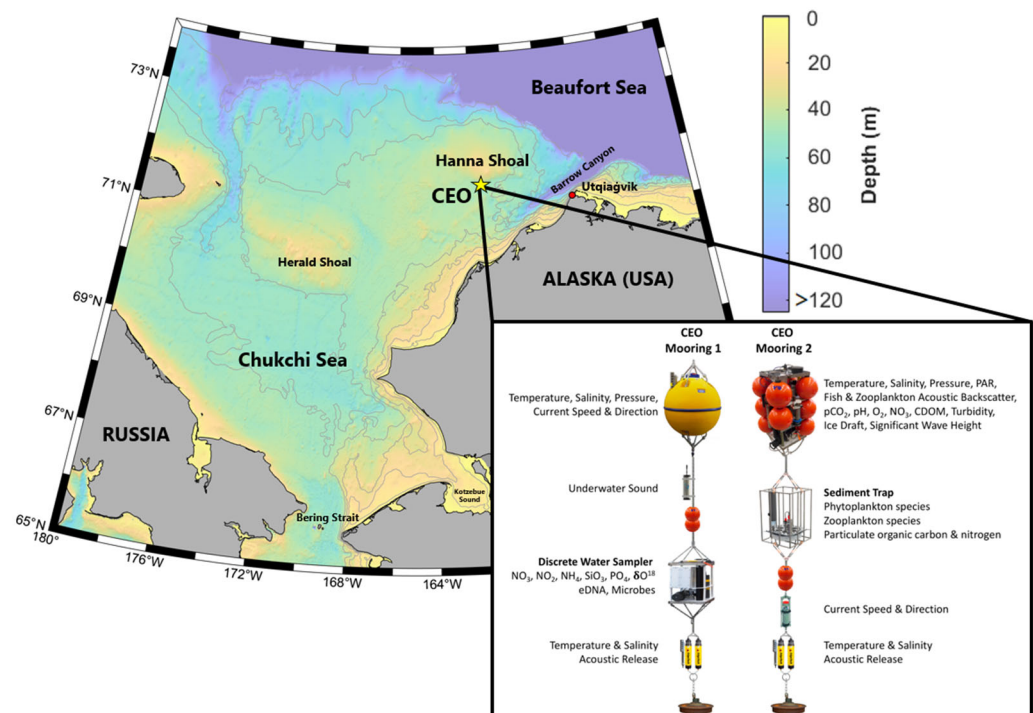 73°N
71°N
69°N
67°N
65°N
180°
176°W
172°W
168°W
164°W
Beaufort Sea
Hanna Shoal
Barrow Canyon
CEO
Utqiaġvik
Herald Shoal
ALASKA (USA)
Chukchi Sea
RUSSIA
Kotzebue
Sound
Bering Strait
0
20
40
60
80
100
>120
Depth (m)
CEO
Mooring 1
Temperature, Salinity, Pressure,
Current Speed & Direction
Underwater Sound
Discrete Water Sampler
NO₃, NO₂, NH₄, SiO₃, PO₄, δO¹⁸
eDNA, Microbes
Temperature & Salinity
Acoustic Release
CEO
Mooring 2
Temperature, Salinity, Pressure, PAR,
Fish & Zooplankton Acoustic Backscatter,
pCO₂, pH, O₂, NO₃, CDOM, Turbidity,
Ice Draft, Significant Wave Height
Sediment Trap
Phytoplankton species
Zooplankton species
Particulate organic carbon & nitrogen
Current Speed & Direction
Temperature & Salinity
Acoustic Release